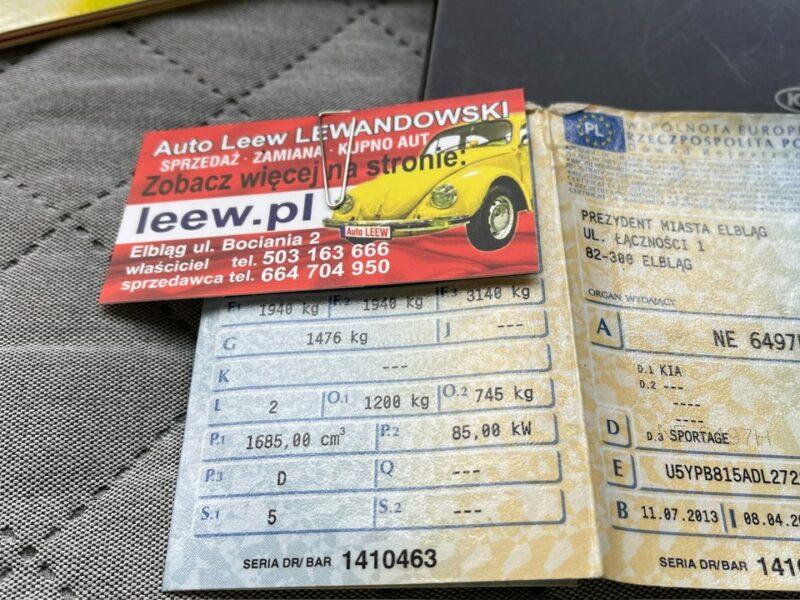 Auto Leew LEWANDOWSKI
SPRZEDAŻ · ZAMIANA · KUPNO AUT
Zobacz więcej na stronie!
leew.pl
Auto LEEW
Elbląg ul. Bociania 2
właściciel tel. 503 163 666
sprzedawca tel. 664 704 950
F.1 1940 kg F.2 1940 kg F.3 3140 kg
G 1476 kg J ---
K ---
L 2 O.1 1200 kg O.2 745 kg
P.1 1685,00 cm³ P.2 85,00 kW
P.3 D Q ---
S.1 5 S.2 ---
SERIA DR/BAR 1410463
PL
WSPÓLNOTA EUROPE
RZECZPOSPOLITA PO
PREZYDENT MIASTA ELBLĄG
UL. ŁĄCZNOŚCI 1
82-300 ELBLĄG
ORGAN WYDAJĄCY
A NE 6497
D.1 KIA
D.2 ---
----
----
D D.3 SPORTAGE
E U5YPB815ADL272
B 11.07.2013 I 08.04.20
SERIA DR/BAR 1410